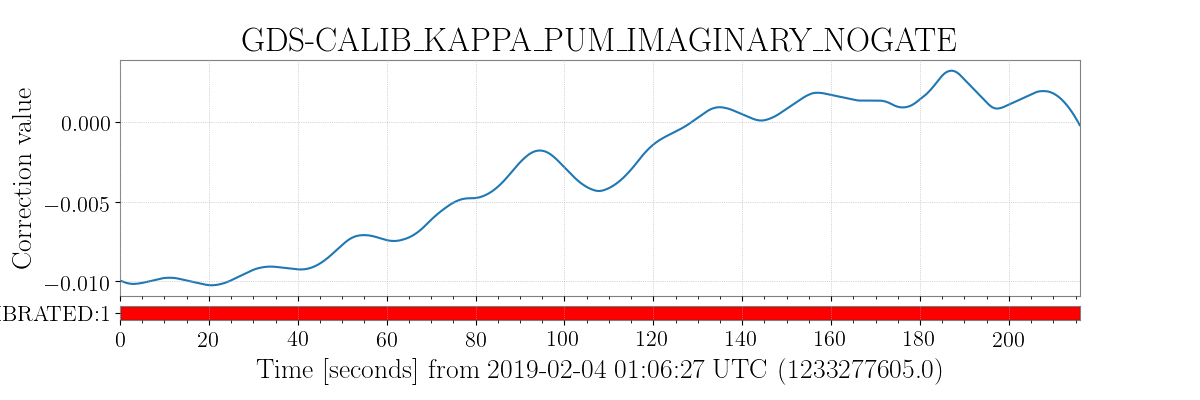 GDS-CALIB_KAPPA_PUM_IMAGINARY_NOGATE
Correction value
0.000
−0.005
−0.010
IBRATED:1
0 20 40 60 80 100 120 140 160 180 200
Time [seconds] from 2019-02-04 01:06:27 UTC (1233277605.0)